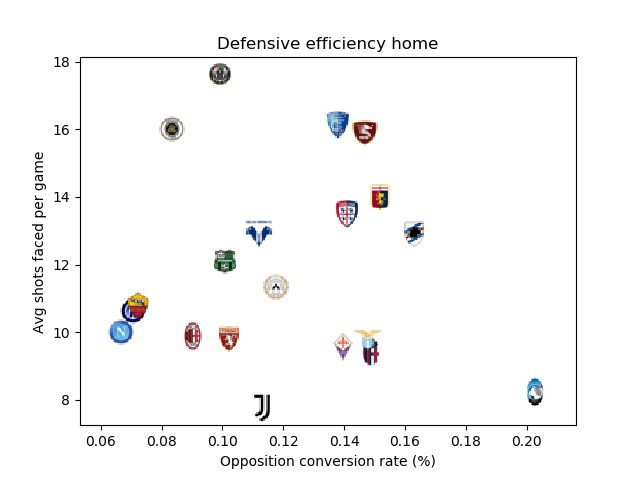 Defensive efficiency home
18
16
14
12
10
8
Avg shots faced per game
0.06 0.08 0.10 0.12 0.14 0.16 0.18 0.20
Opposition conversion rate (%)